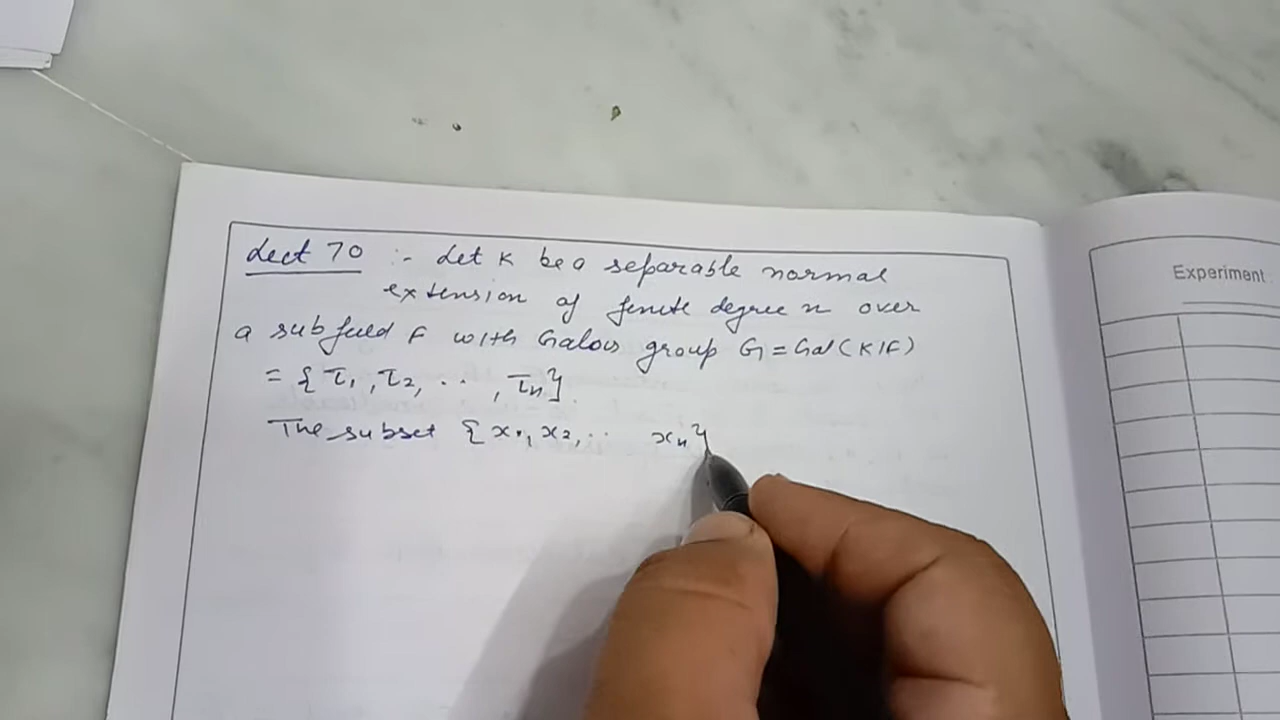 Lect 70 :- Let K be a separable normal
extension of finite degree n over
a subfield F with Galois group G = Gal(K/F)
= {τ₁, τ₂, .. , τₙ}.
The subset {x₁, x₂, .. xₙ}
Experiment